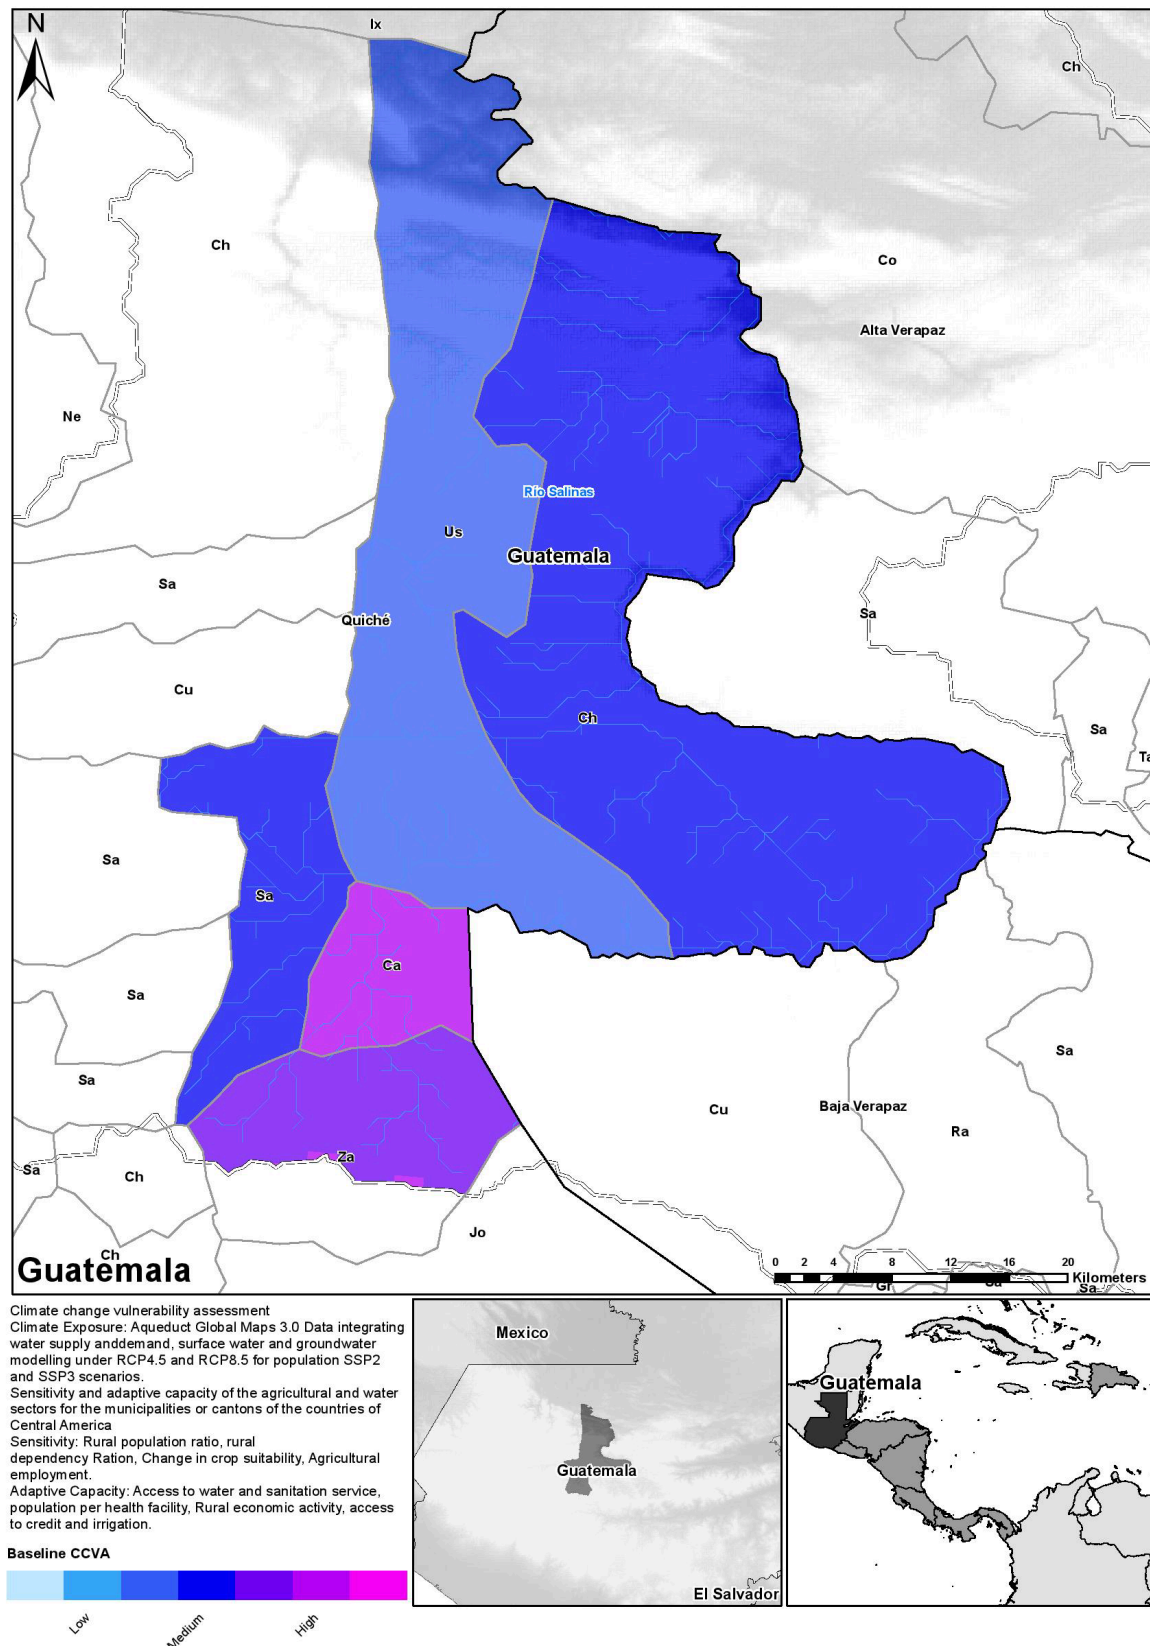 N
Ix
Ch
Ch
Co
Alta Verapaz
Ne
Río Salinas
Us
Guatemala
Sa
Quiché
Sa
Cu
Ch
Sa
Ta
Sa
Sa
Ca
Sa
Sa
Sa
Cu
Baja Verapaz
Ra
Za
Sa
Ch
Jo
Ch
Guatemala
0 2 4 8 12 16 20
Kilometers
Gr
Sa
Sa
Climate change vulnerability assessment
Climate Exposure: Aqueduct Global Maps 3.0 Data integrating
water supply anddemand, surface water and groundwater
modelling under RCP4.5 and RCP8.5 for population SSP2
and SSP3 scenarios.
Sensitivity and adaptive capacity of the agricultural and water
sectors for the municipalities or cantons of the countries of
Central America
Sensitivity: Rural population ratio, rural
dependency Ration, Change in crop suitability, Agricultural
employment.
Adaptive Capacity: Access to water and sanitation service,
population per health facility, Rural economic activity, access
to credit and irrigation.
Baseline CCVA
Low
Medium
High
Mexico
Guatemala
El Salvador
Guatemala